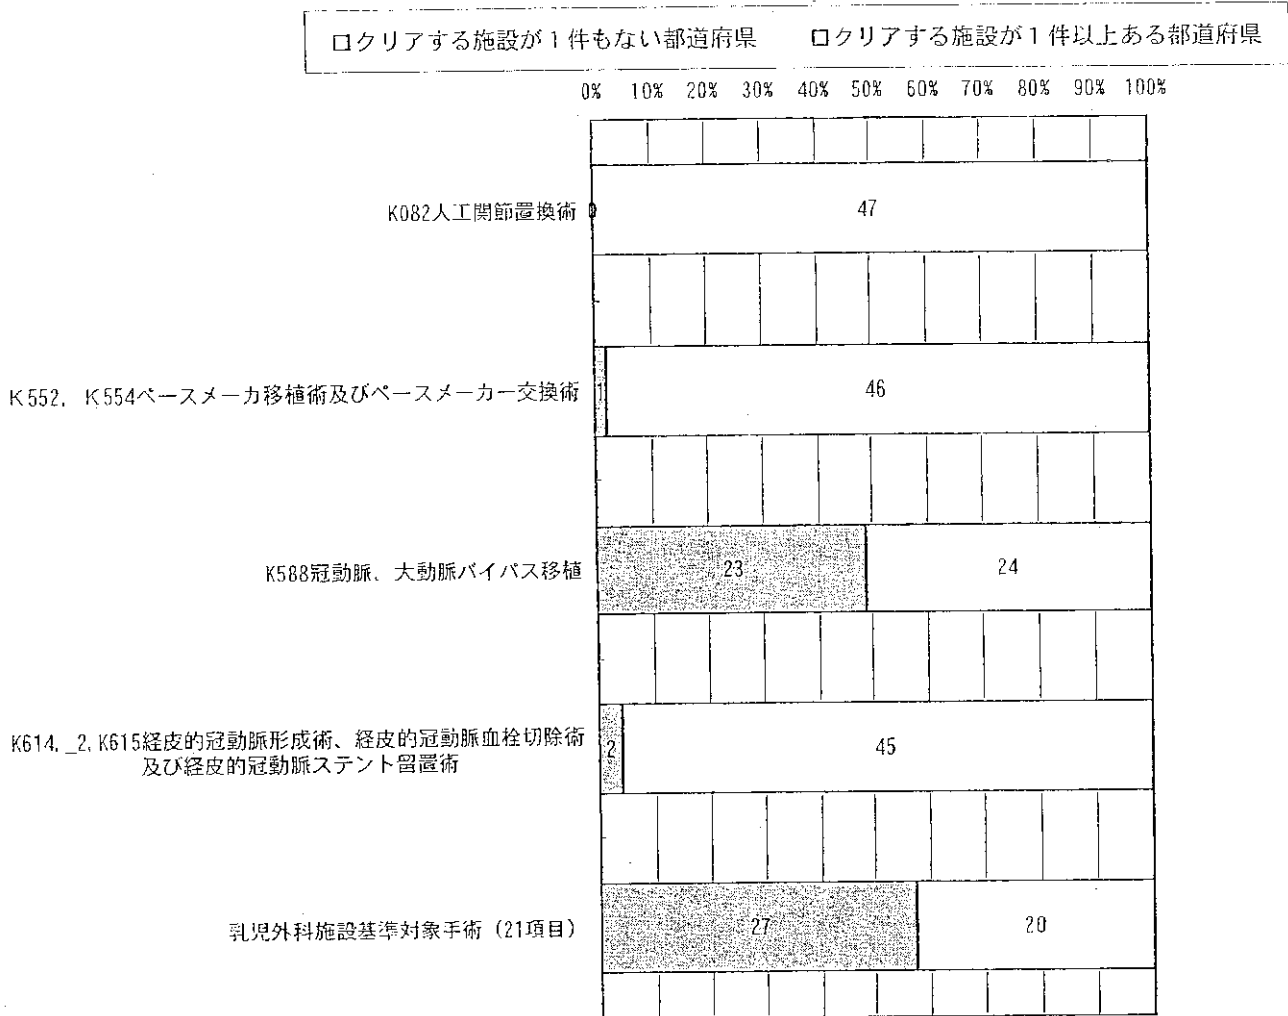 □クリアする施設が1件もない都道府県 □クリアする施設が1件以上ある都道府県
0% 10% 20% 30% 40% 50% 60% 70% 80% 90% 100%
K082人工関節置換術 0 47
K552, K554ペースメーカ移植術及びペースメーカー交換術 1 46
K588冠動脈、大動脈バイパス移植 23 24
K614,_2,K615経皮的冠動脈形成術、経皮的冠動脈血栓切除術 2 45
及び経皮的冠動脈ステント留置術
乳児外科施設基準対象手術(21項目) 27 20